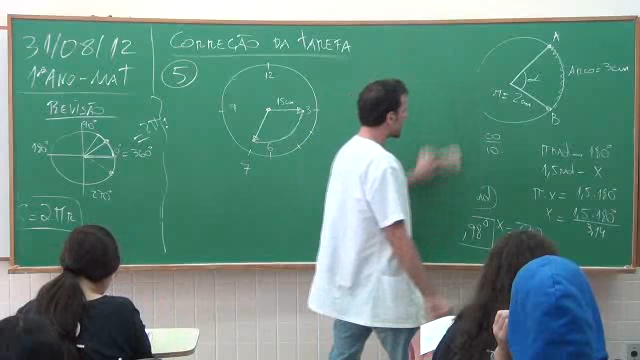 31/08/12
1ºs ANO - MAT
REVISÃO
90°
180°
0° = 360°
270°
C = 2πR
CORREÇÃO DA TAREFA
5
12
15cm
9
3
6
7
A
ARCO = 3cm
α
r = 2cm
B
π rad — 180°
1,5 rad — x
π.x = 1,5.180°
x = 1,5.180°
3,14